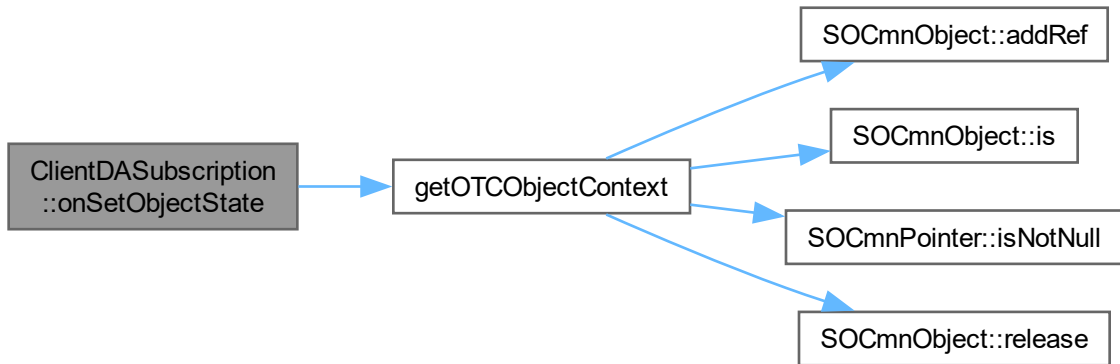 ClientDASubscription
::onSetObjectState
getOTCObjectContext
SOCmnObject::addRef
SOCmnObject::is
SOCmnPointer::isNotNull
SOCmnObject::release